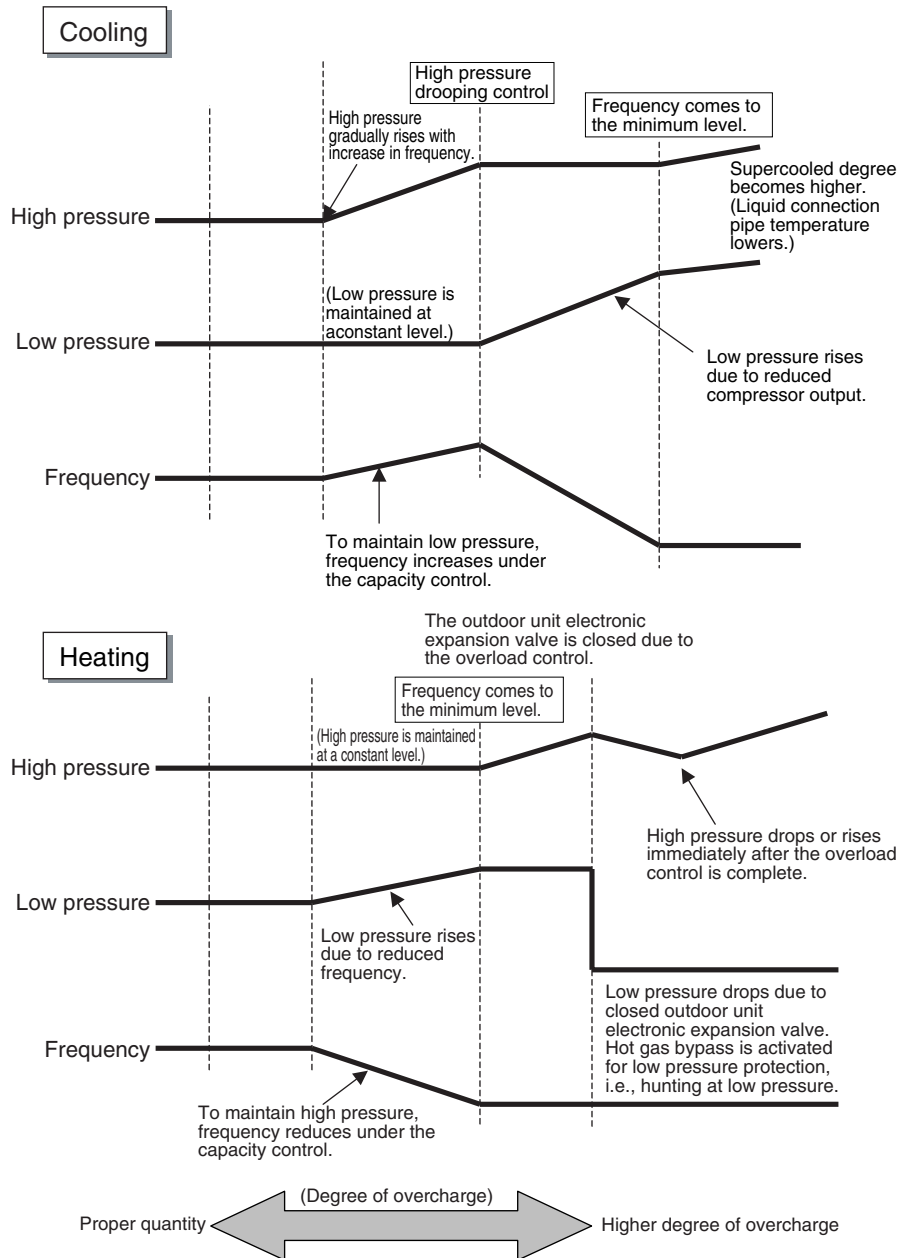 Cooling
High pressure
drooping control
Frequency comes to
the minimum level.
High pressure
gradually rises with
increase in frequency.
Supercooled degree
becomes higher.
(Liquid connection
pipe temperature
lowers.)
High pressure
(Low pressure is
maintained at
aconstant level.)
Low pressure
Low pressure rises
due to reduced
compressor output.
Frequency
To maintain low pressure,
frequency increases under
the capacity control.
The outdoor unit electronic
expansion valve is closed due to
the overload control.
Heating
Frequency comes to
the minimum level.
(High pressure is maintained
at a constant level.)
High pressure
High pressure drops or rises
immediately after the overload
control is complete.
Low pressure
Low pressure rises
due to reduced
frequency.
Low pressure drops due to
closed outdoor unit
electronic expansion valve.
Hot gas bypass is activated
for low pressure protection,
i.e., hunting at low pressure.
Frequency
To maintain high pressure,
frequency reduces under the
capacity control.
(Degree of overcharge)
Proper quantity
Higher degree of overcharge